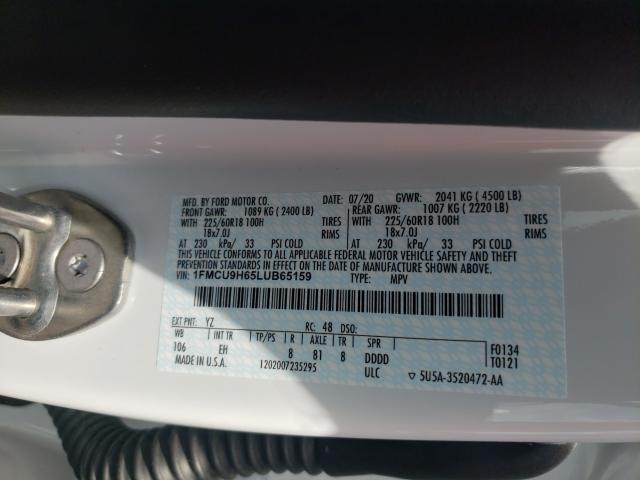 MFD. BY FORD MOTOR CO. DATE: 07/20 GVWR: 2041 KG ( 4500 LB)
FRONT GAWR: 1089 KG ( 2400 LB) REAR GAWR: 1007 KG ( 2220 LB)
WITH 225/60R18 100H TIRES WITH 225/60R18 100H TIRES
18x7.0J RIMS 18x7.0J RIMS
AT 230 kPa/ 33 PSI COLD AT 230 kPa/ 33 PSI COLD
THIS VEHICLE CONFORMS TO ALL APPLICABLE FEDERAL MOTOR VEHICLE SAFETY AND THEFT
PREVENTION STANDARDS IN EFFECT ON THE DATE OF MANUFACTURE SHOWN ABOVE.
VIN: 1FMCU9H65LUB65159 TYPE: MPV
EXT PNT: YZ RC: 48 DSO: F0134
WB INT TR TP/PS R AXLE TR SPR T0121
106 EH 8 81 8 DDDD
MADE IN U.S.A. 1202007235295 ULC ▽ 5U5A-3520472-AA